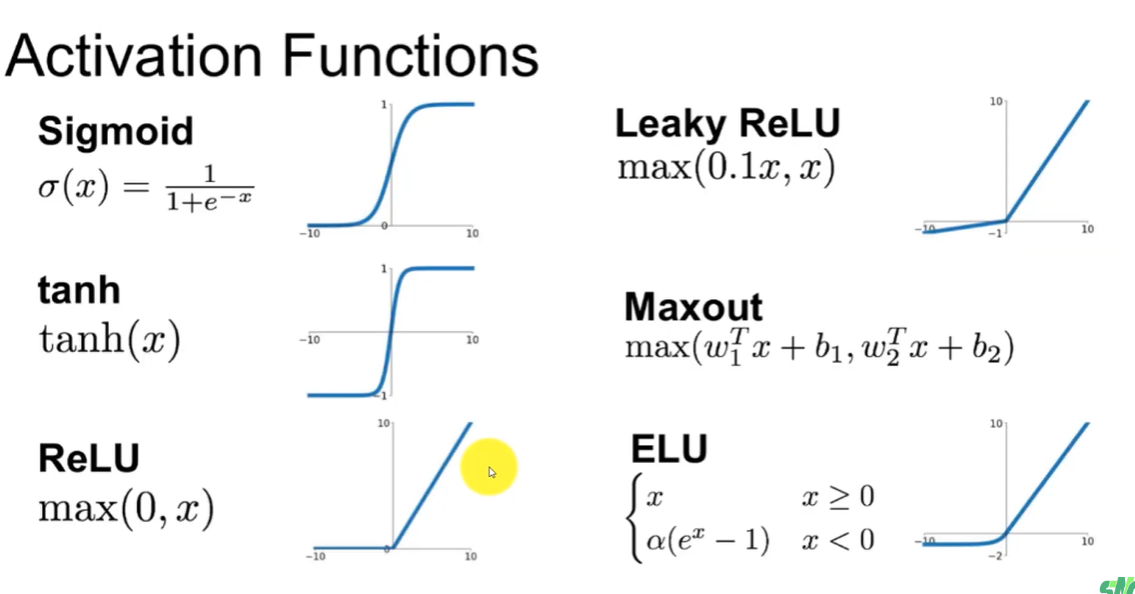 Activation Functions
Sigmoid
σ(x) = 1/(1+e^{-x})
1
0
-10
10
tanh
tanh(x)
1
-10
10
-1
ReLU
max(0, x)
10
0
-10
10
Leaky ReLU
max(0.1x, x)
10
-10
-1
10
Maxout
max(w_1^T x + b_1, w_2^T x + b_2)
ELU
{ x x ≥ 0
α(e^x − 1) x < 0
10
-10
-2
10